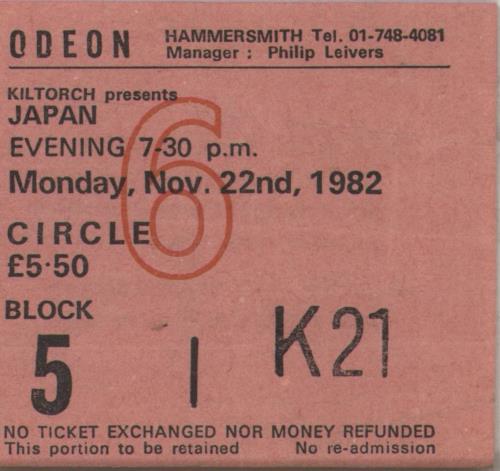 ODEON HAMMERSMITH Tel. 01-748-4081
Manager : Philip Leivers
KILTORCH presents
JAPAN
EVENING 7-30 p.m.
Monday, Nov. 22nd, 1982
6
CIRCLE
£5·50
BLOCK
5 | K21
NO TICKET EXCHANGED NOR MONEY REFUNDED
This portion to be retained No re-admission